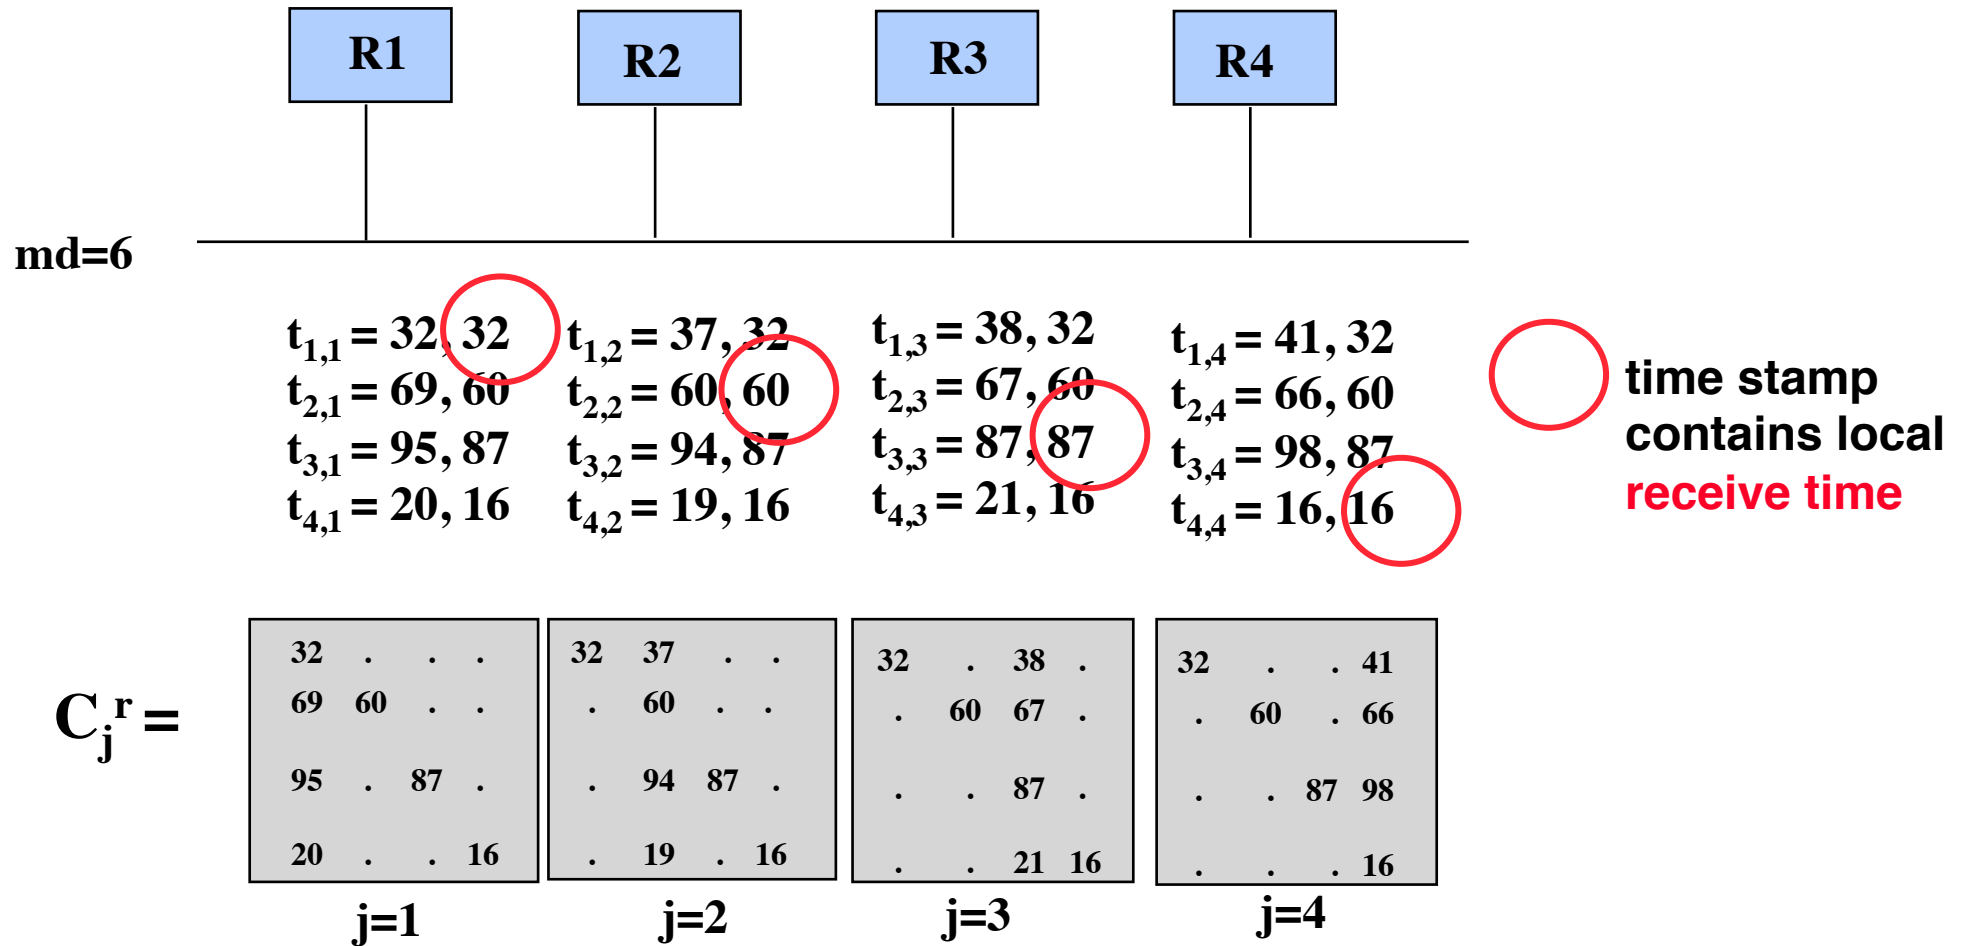 R1 R2 R3 R4
md=6
t1,1 = 32, 32 t1,2 = 37, 32 t1,3 = 38, 32 t1,4 = 41, 32
t2,1 = 69, 60 t2,2 = 60, 60 t2,3 = 67, 60 t2,4 = 66, 60
t3,1 = 95, 87 t3,2 = 94, 87 t3,3 = 87, 87 t3,4 = 98, 87
t4,1 = 20, 16 t4,2 = 19, 16 t4,3 = 21, 16 t4,4 = 16, 16
time stamp
contains local
receive time
Cj^r =
32 . . .
69 60 . .
95 . 87 .
20 . . 16
j=1
32 37 . .
. 60 . .
. 94 87 .
. 19 . 16
j=2
32 . 38 .
. 60 67 .
. . 87 .
. . 21 16
j=3
32 . . 41
. 60 . 66
. . 87 98
. . . 16
j=4